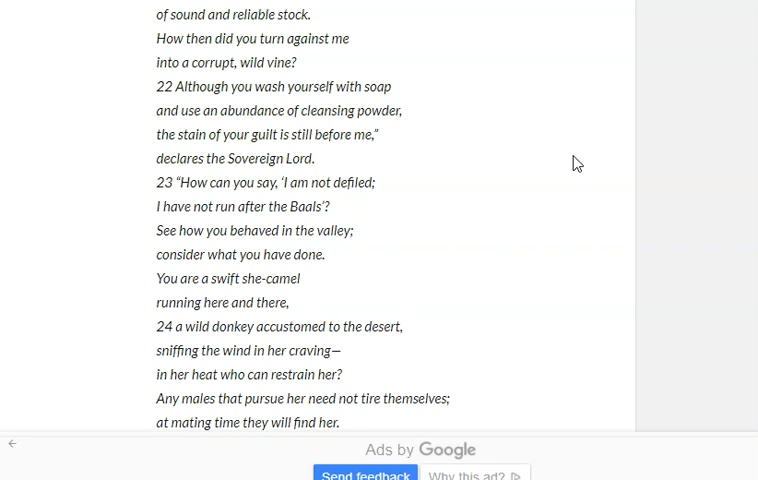 of sound and reliable stock.
How then did you turn against me
into a corrupt, wild vine?
22 Although you wash yourself with soap
and use an abundance of cleansing powder,
the stain of your guilt is still before me,”
declares the Sovereign Lord.
23 “How can you say, ‘I am not defiled;
I have not run after the Baals’?
See how you behaved in the valley;
consider what you have done.
You are a swift she-camel
running here and there,
24 a wild donkey accustomed to the desert,
sniffing the wind in her craving—
in her heat who can restrain her?
Any males that pursue her need not tire themselves;
at mating time they will find her.
Ads by Google
Send feedback
Why this ad?